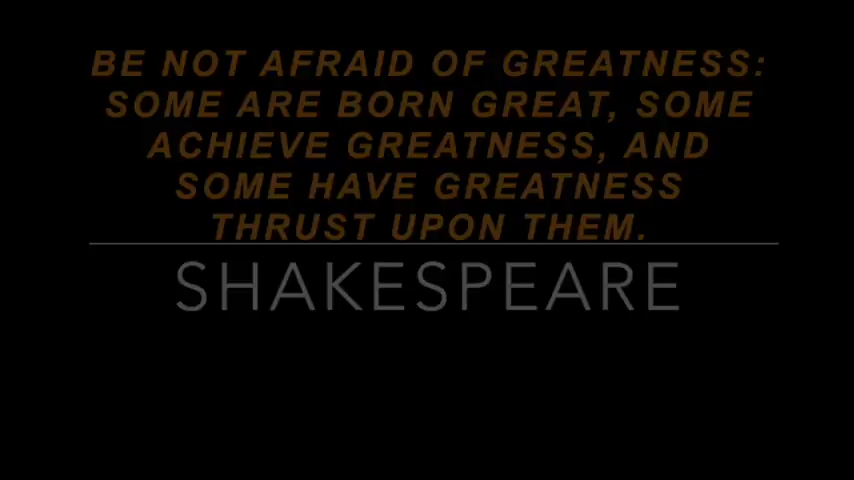 BE NOT AFRAID OF GREATNESS:
SOME ARE BORN GREAT, SOME
ACHIEVE GREATNESS, AND
SOME HAVE GREATNESS
THRUST UPON THEM.
SHAKESPEARE